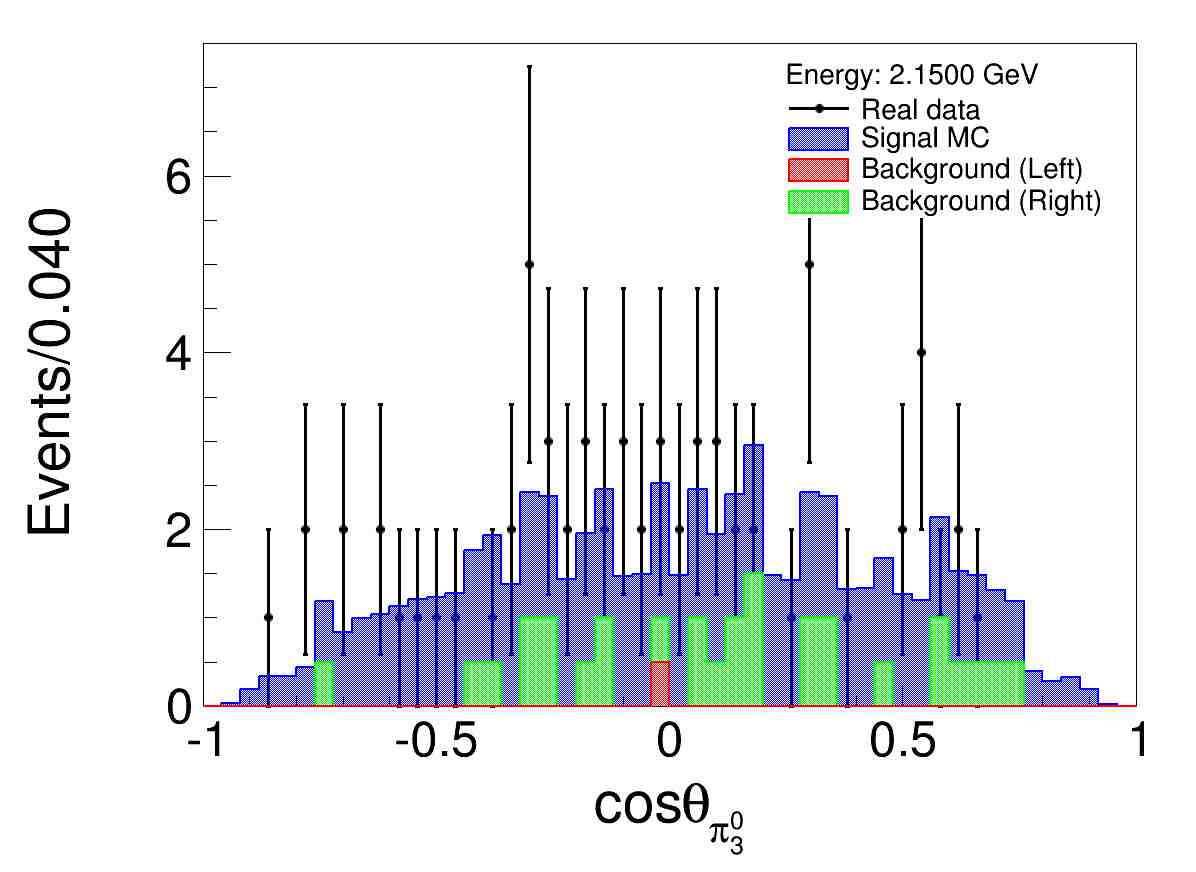 Energy: 2.1500 GeV
Real data
Signal MC
Background (Left)
Background (Right)
Events/0.040
6
4
2
0
-1
-0.5
0
0.5
1
cosθπ⁰₃